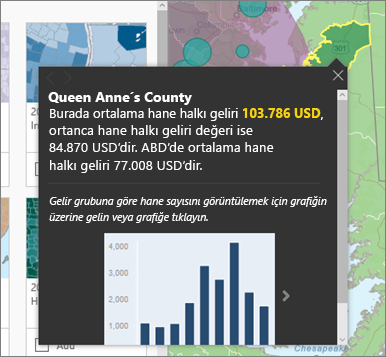 Baltimore
301
Queen Anne´s County
Burada ortalama hane halkı geliri 103.786 USD,
ortanca hane halkı geliri değeri ise
84.870 USD'dir. ABD'de ortalama hane
halkı geliri 77.008 USD'dir.
Gelir grubuna göre hane sayısını görüntülemek için grafiğin
üzerine gelin veya grafiğe tıklayın.
4,000
3,000
2,000
1,000
Add
Chesapeake